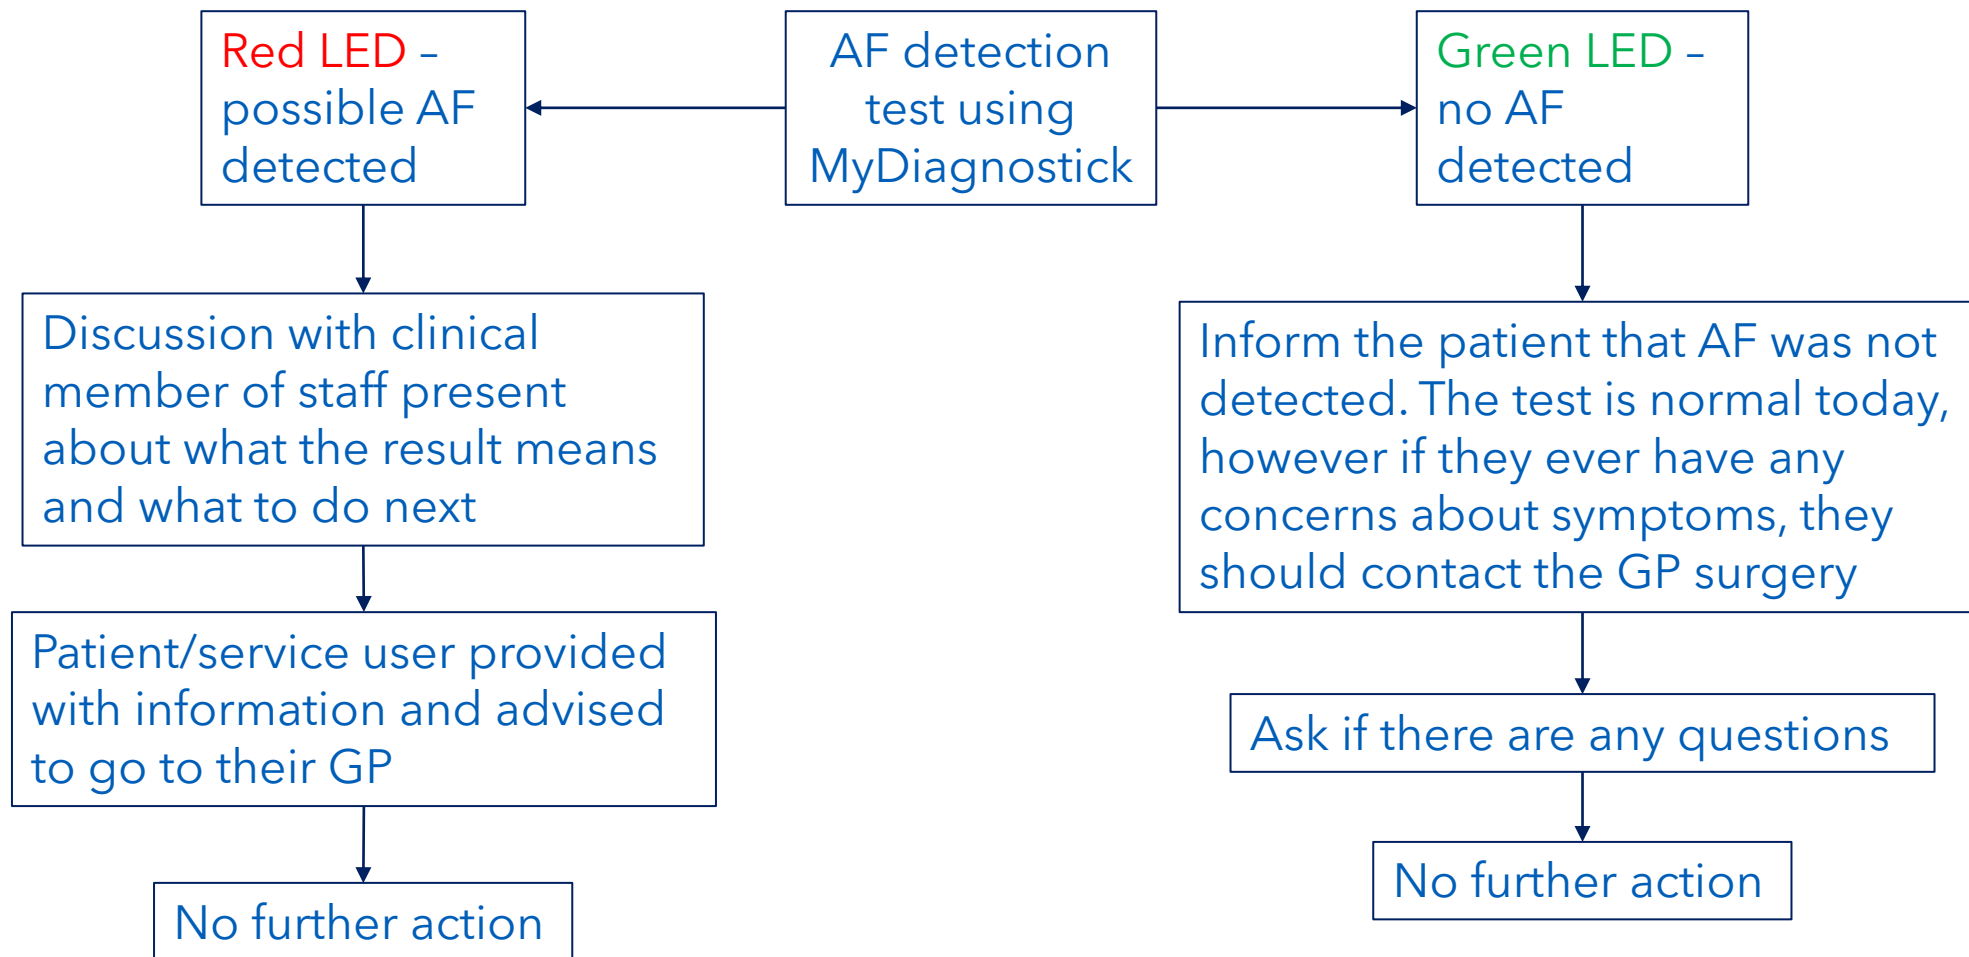 Red LED –
possible AF
detected
AF detection
test using
MyDiagnostick
Green LED –
no AF
detected
Discussion with clinical
member of staff present
about what the result means
and what to do next
Inform the patient that AF was not
detected. The test is normal today,
however if they ever have any
concerns about symptoms, they
should contact the GP surgery
Patient/service user provided
with information and advised
to go to their GP
Ask if there are any questions
No further action
No further action